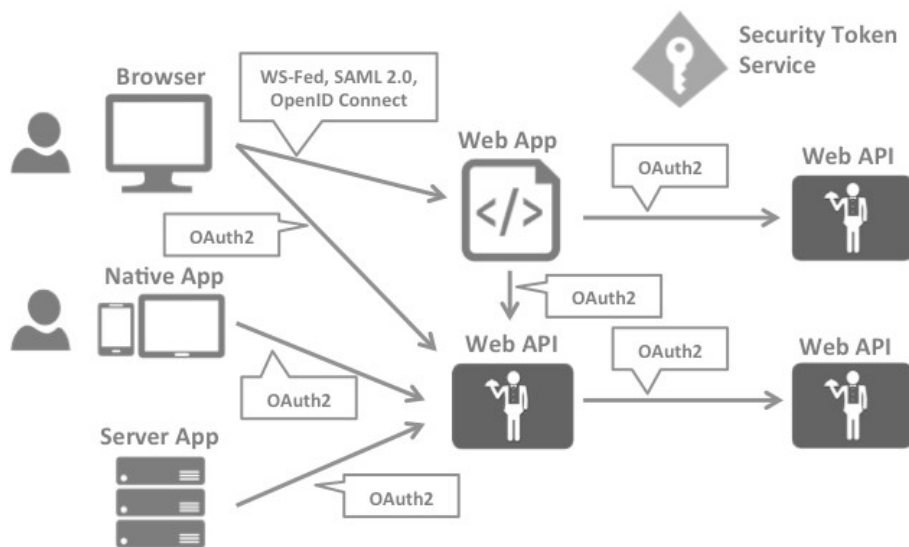 Security Token
Service
Browser
WS-Fed, SAML 2.0,
OpenID Connect
Web App
OAuth2
Web API
</>
OAuth2
Native App
OAuth2
Web API
OAuth2
Web API
OAuth2
Server App
OAuth2